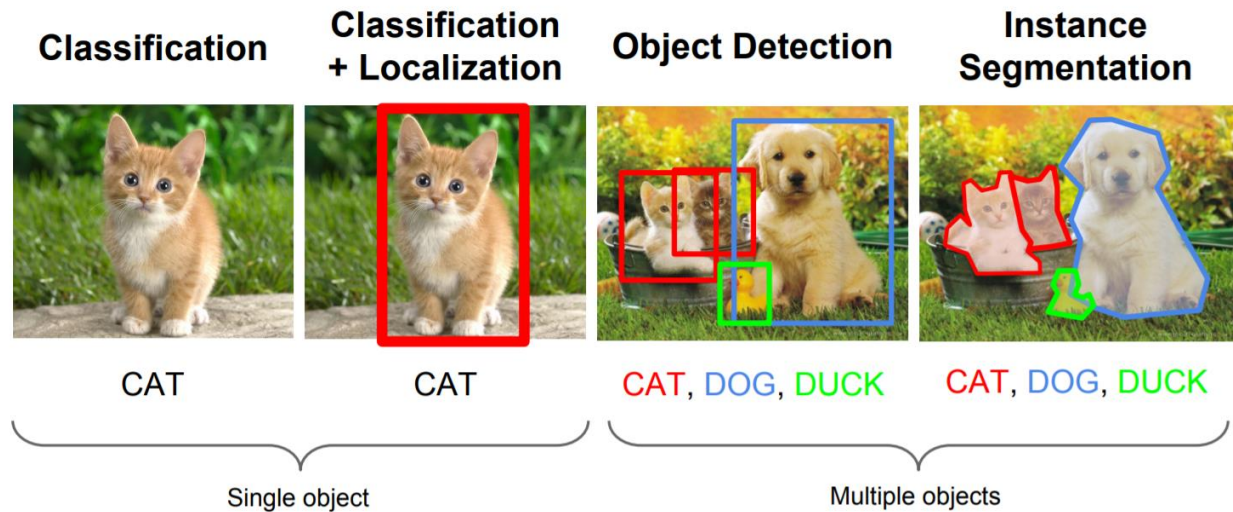 Classification
Classification
+ Localization
Object Detection
Instance
Segmentation
CAT
CAT
CAT, DOG, DUCK
CAT, DOG, DUCK
Single object
Multiple objects